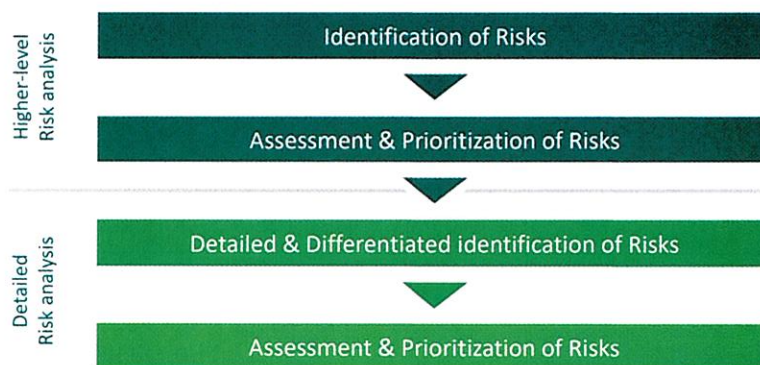 Higher-level
Risk analysis
Identification of Risks
Assessment & Prioritization of Risks
Detailed
Risk analysis
Detailed & Differentiated identification of Risks
Assessment & Prioritization of Risks